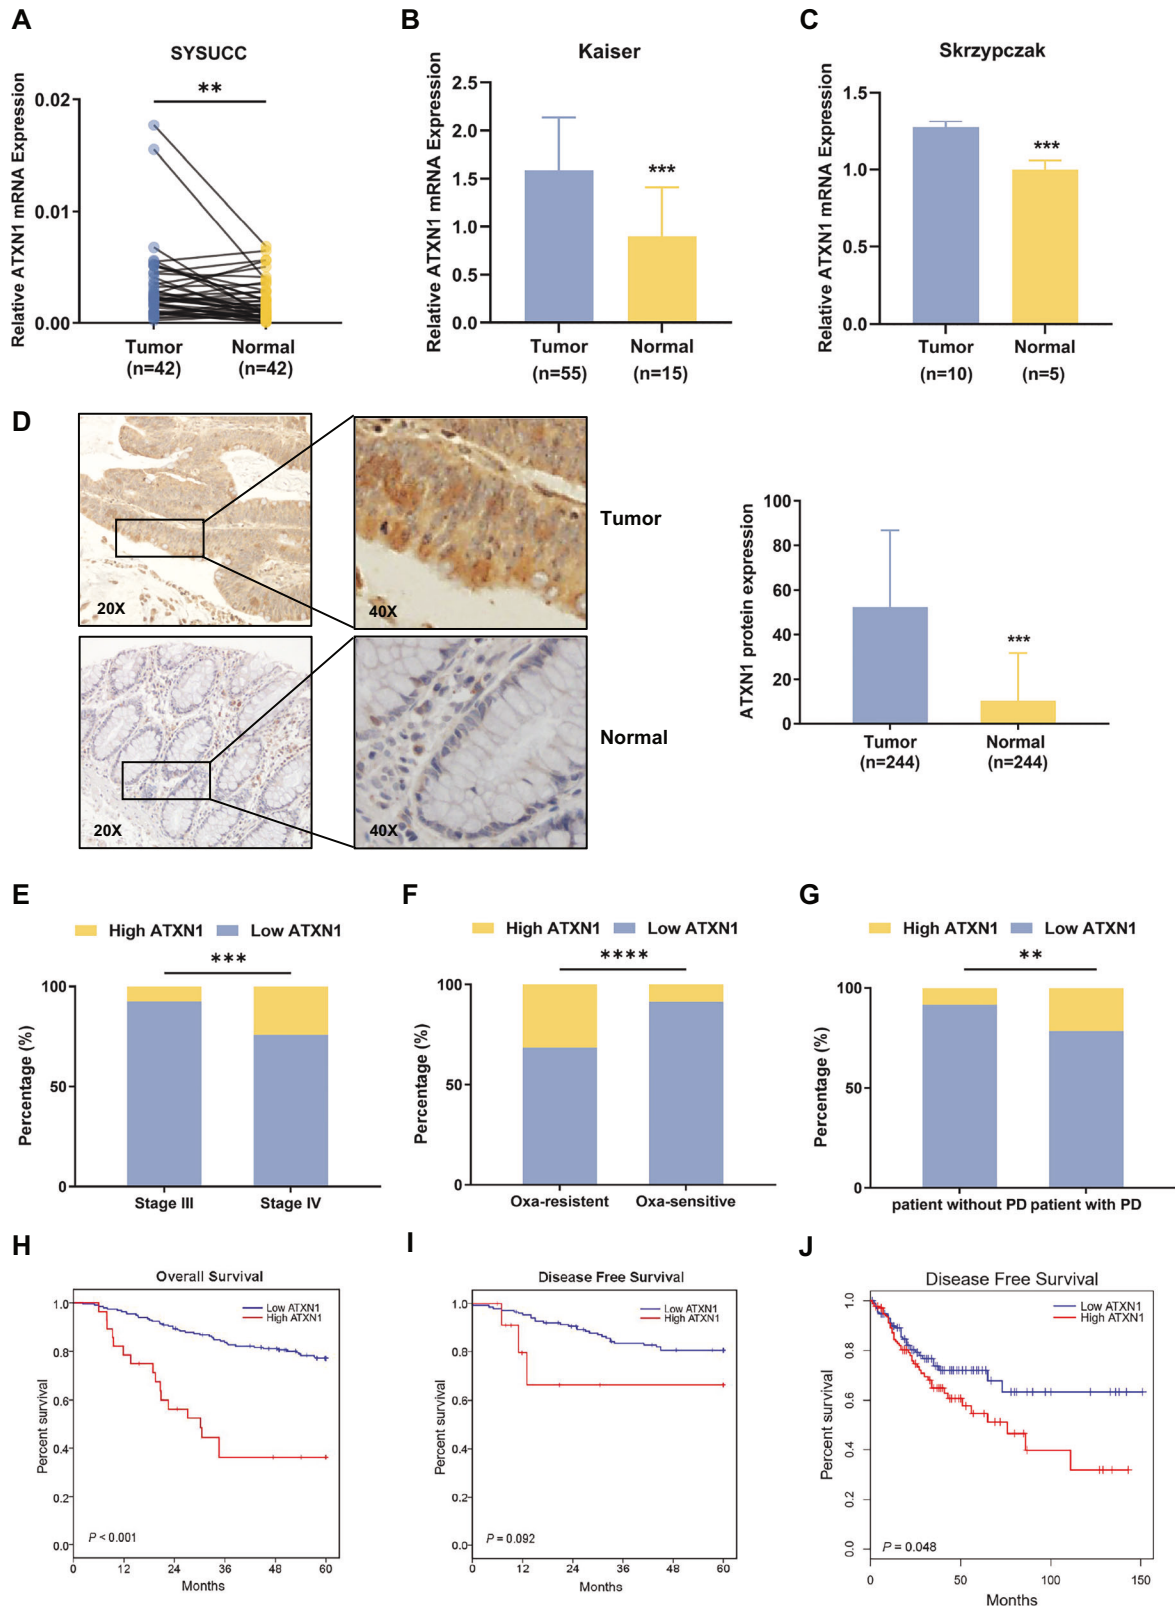 A
SYSUCC
**
Relative ATXN1 mRNA Expression
0.02
0.01
0.00
Tumor
(n=42)
Normal
(n=42)
B
Kaiser
Relative ATXN1 mRNA Expression
2.5
2.0
1.5
1.0
0.5
0.0
***
Tumor
(n=55)
Normal
(n=15)
C
Skrzypczak
Relative ATXN1 mRNA Expression
1.5
1.0
0.5
0.0
***
Tumor
(n=10)
Normal
(n=5)
D
20X
40X
Tumor
20X
40X
Normal
ATXN1 protein expression
100
80
60
40
20
0
***
Tumor
(n=244)
Normal
(n=244)
E
High ATXN1
Low ATXN1
***
Percentage (%)
100
50
0
Stage III
Stage IV
F
High ATXN1
Low ATXN1
****
Percentage (%)
100
50
0
Oxa-resistent
Oxa-sensitive
G
High ATXN1
Low ATXN1
**
Percentage (%)
100
50
0
patient without PD
patient with PD
H
Overall Survival
Low ATXN1
High ATXN1
Percent survival
1.0
0.8
0.6
0.4
0.2
0.0
P < 0.001
0 12 24 36 48 60
Months
I
Disease Free Survival
Low ATXN1
High ATXN1
Percent survival
1.0
0.8
0.6
0.4
0.2
0.0
P = 0.092
0 12 24 36 48 60
Months
J
Disease Free Survival
Low ATXN1
High ATXN1
Percent survival
1.0
0.8
0.6
0.4
0.2
0.0
P = 0.048
0 50 100 150
Months